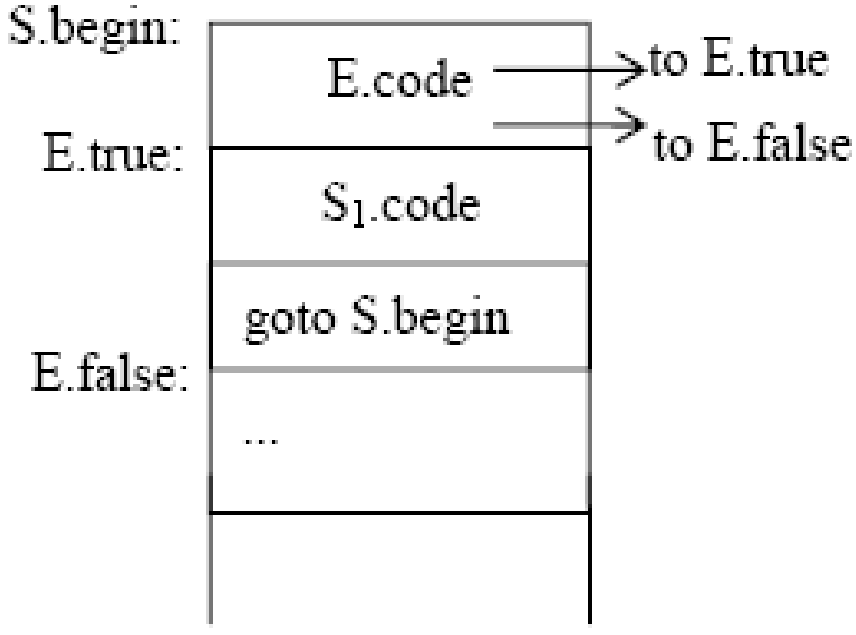 S.begin:
E.code
to E.true
to E.false
E.true:
S₁.code
goto S.begin
E.false:
...